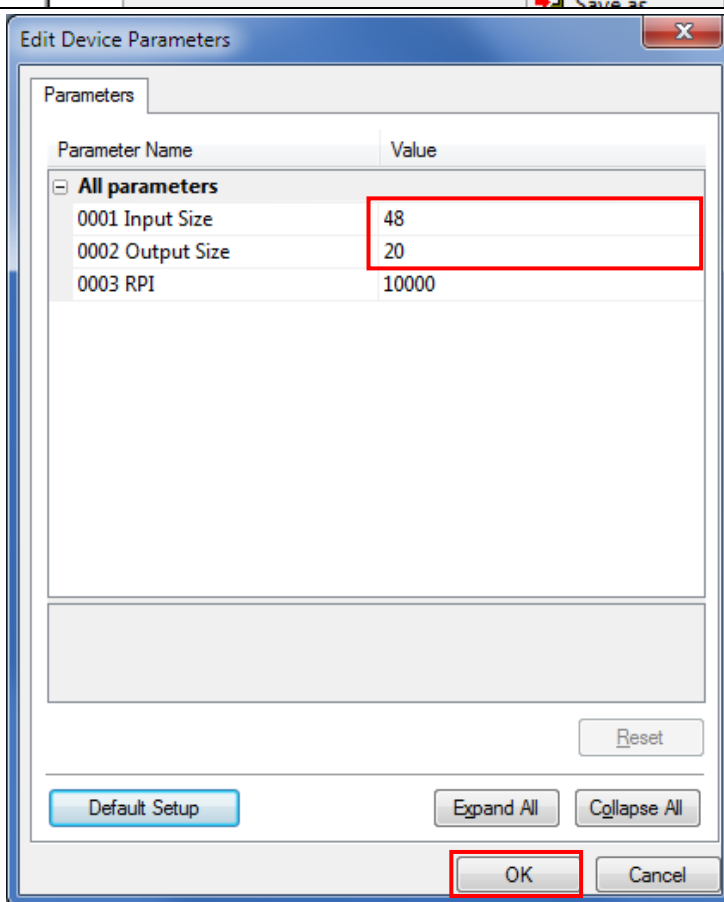 Save as
Edit Device Parameters
Parameters
Parameter Name Value
All parameters
0001 Input Size 48
0002 Output Size 20
0003 RPI 10000
Reset
Default Setup Expand All Collapse All
OK Cancel